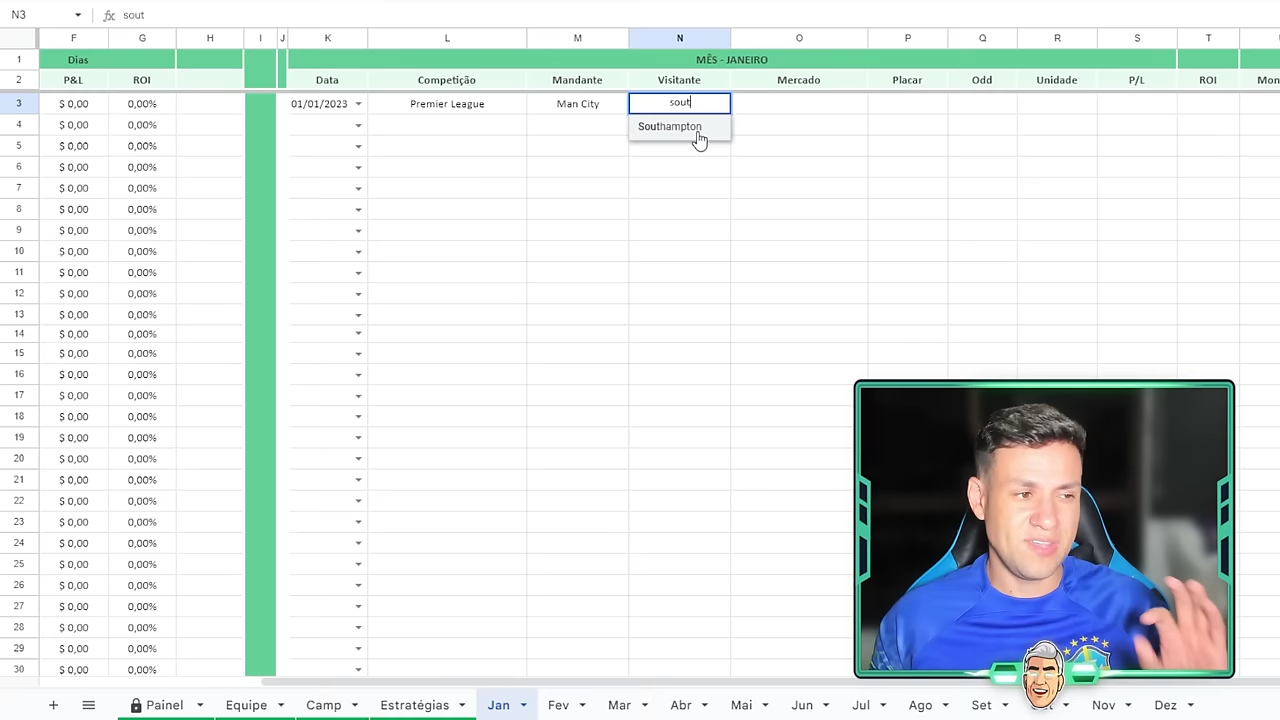 N3 sout
F G H I J K L M N O P Q R S T
1 Dias MÊS - JANEIRO
2 P&L ROI Data Competição Mandante Visitante Mercado Placar Odd Unidade P/L ROI
3 $ 0,00 0,00% 01/01/2023 Premier League Man City sout
4 $ 0,00 0,00% Southampton
5 $ 0,00 0,00%
6 $ 0,00 0,00%
7 $ 0,00 0,00%
8 $ 0,00 0,00%
9 $ 0,00 0,00%
10 $ 0,00 0,00%
11 $ 0,00 0,00%
12 $ 0,00 0,00%
13 $ 0,00 0,00%
14 $ 0,00 0,00%
15 $ 0,00 0,00%
16 $ 0,00 0,00%
17 $ 0,00 0,00%
18 $ 0,00 0,00%
19 $ 0,00 0,00%
20 $ 0,00 0,00%
21 $ 0,00 0,00%
22 $ 0,00 0,00%
23 $ 0,00 0,00%
24 $ 0,00 0,00%
25 $ 0,00 0,00%
26 $ 0,00 0,00%
27 $ 0,00 0,00%
28 $ 0,00 0,00%
29 $ 0,00 0,00%
30 $ 0,00 0,00%
Painel Equipe Camp Estratégias Jan Fev Mar Abr Mai Jun Jul Ago Set Nov Dez